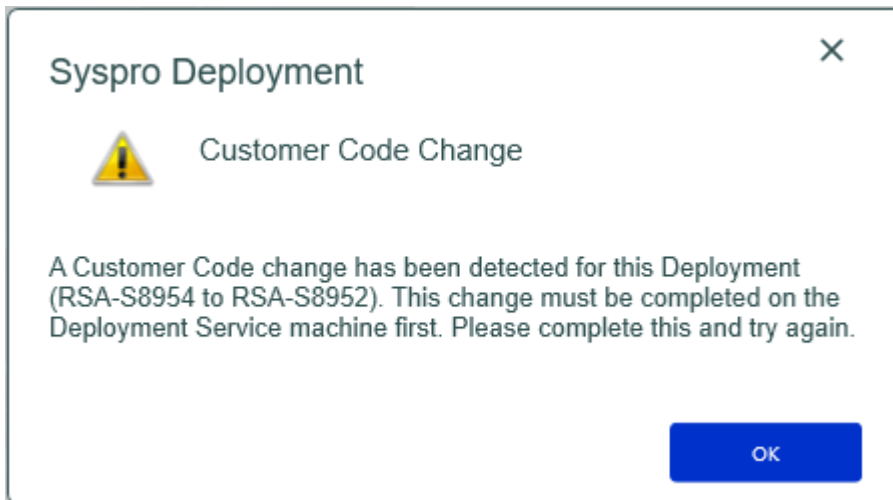 Syspro Deployment
Customer Code Change
A Customer Code change has been detected for this Deployment
(RSA-S8954 to RSA-S8952). This change must be completed on the
Deployment Service machine first. Please complete this and try again.
OK